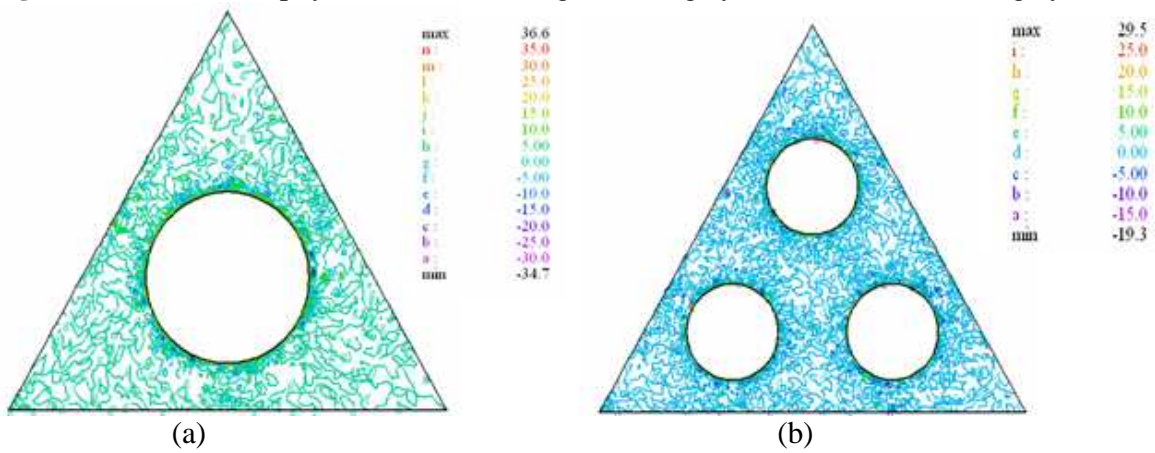 max 36.6
n : 35.0
m : 30.0
l : 25.0
k : 20.0
j : 15.0
i : 10.0
h : 5.00
g : 0.00
f : -5.00
e : -10.0
d : -15.0
c : -20.0
b : -25.0
a : -30.0
min -34.7
max 29.5
i : 25.0
h : 20.0
g : 15.0
f : 10.0
e : 5.00
d : 0.00
c : -5.00
b : -10.0
a : -15.0
min -19.3
(a) (b)